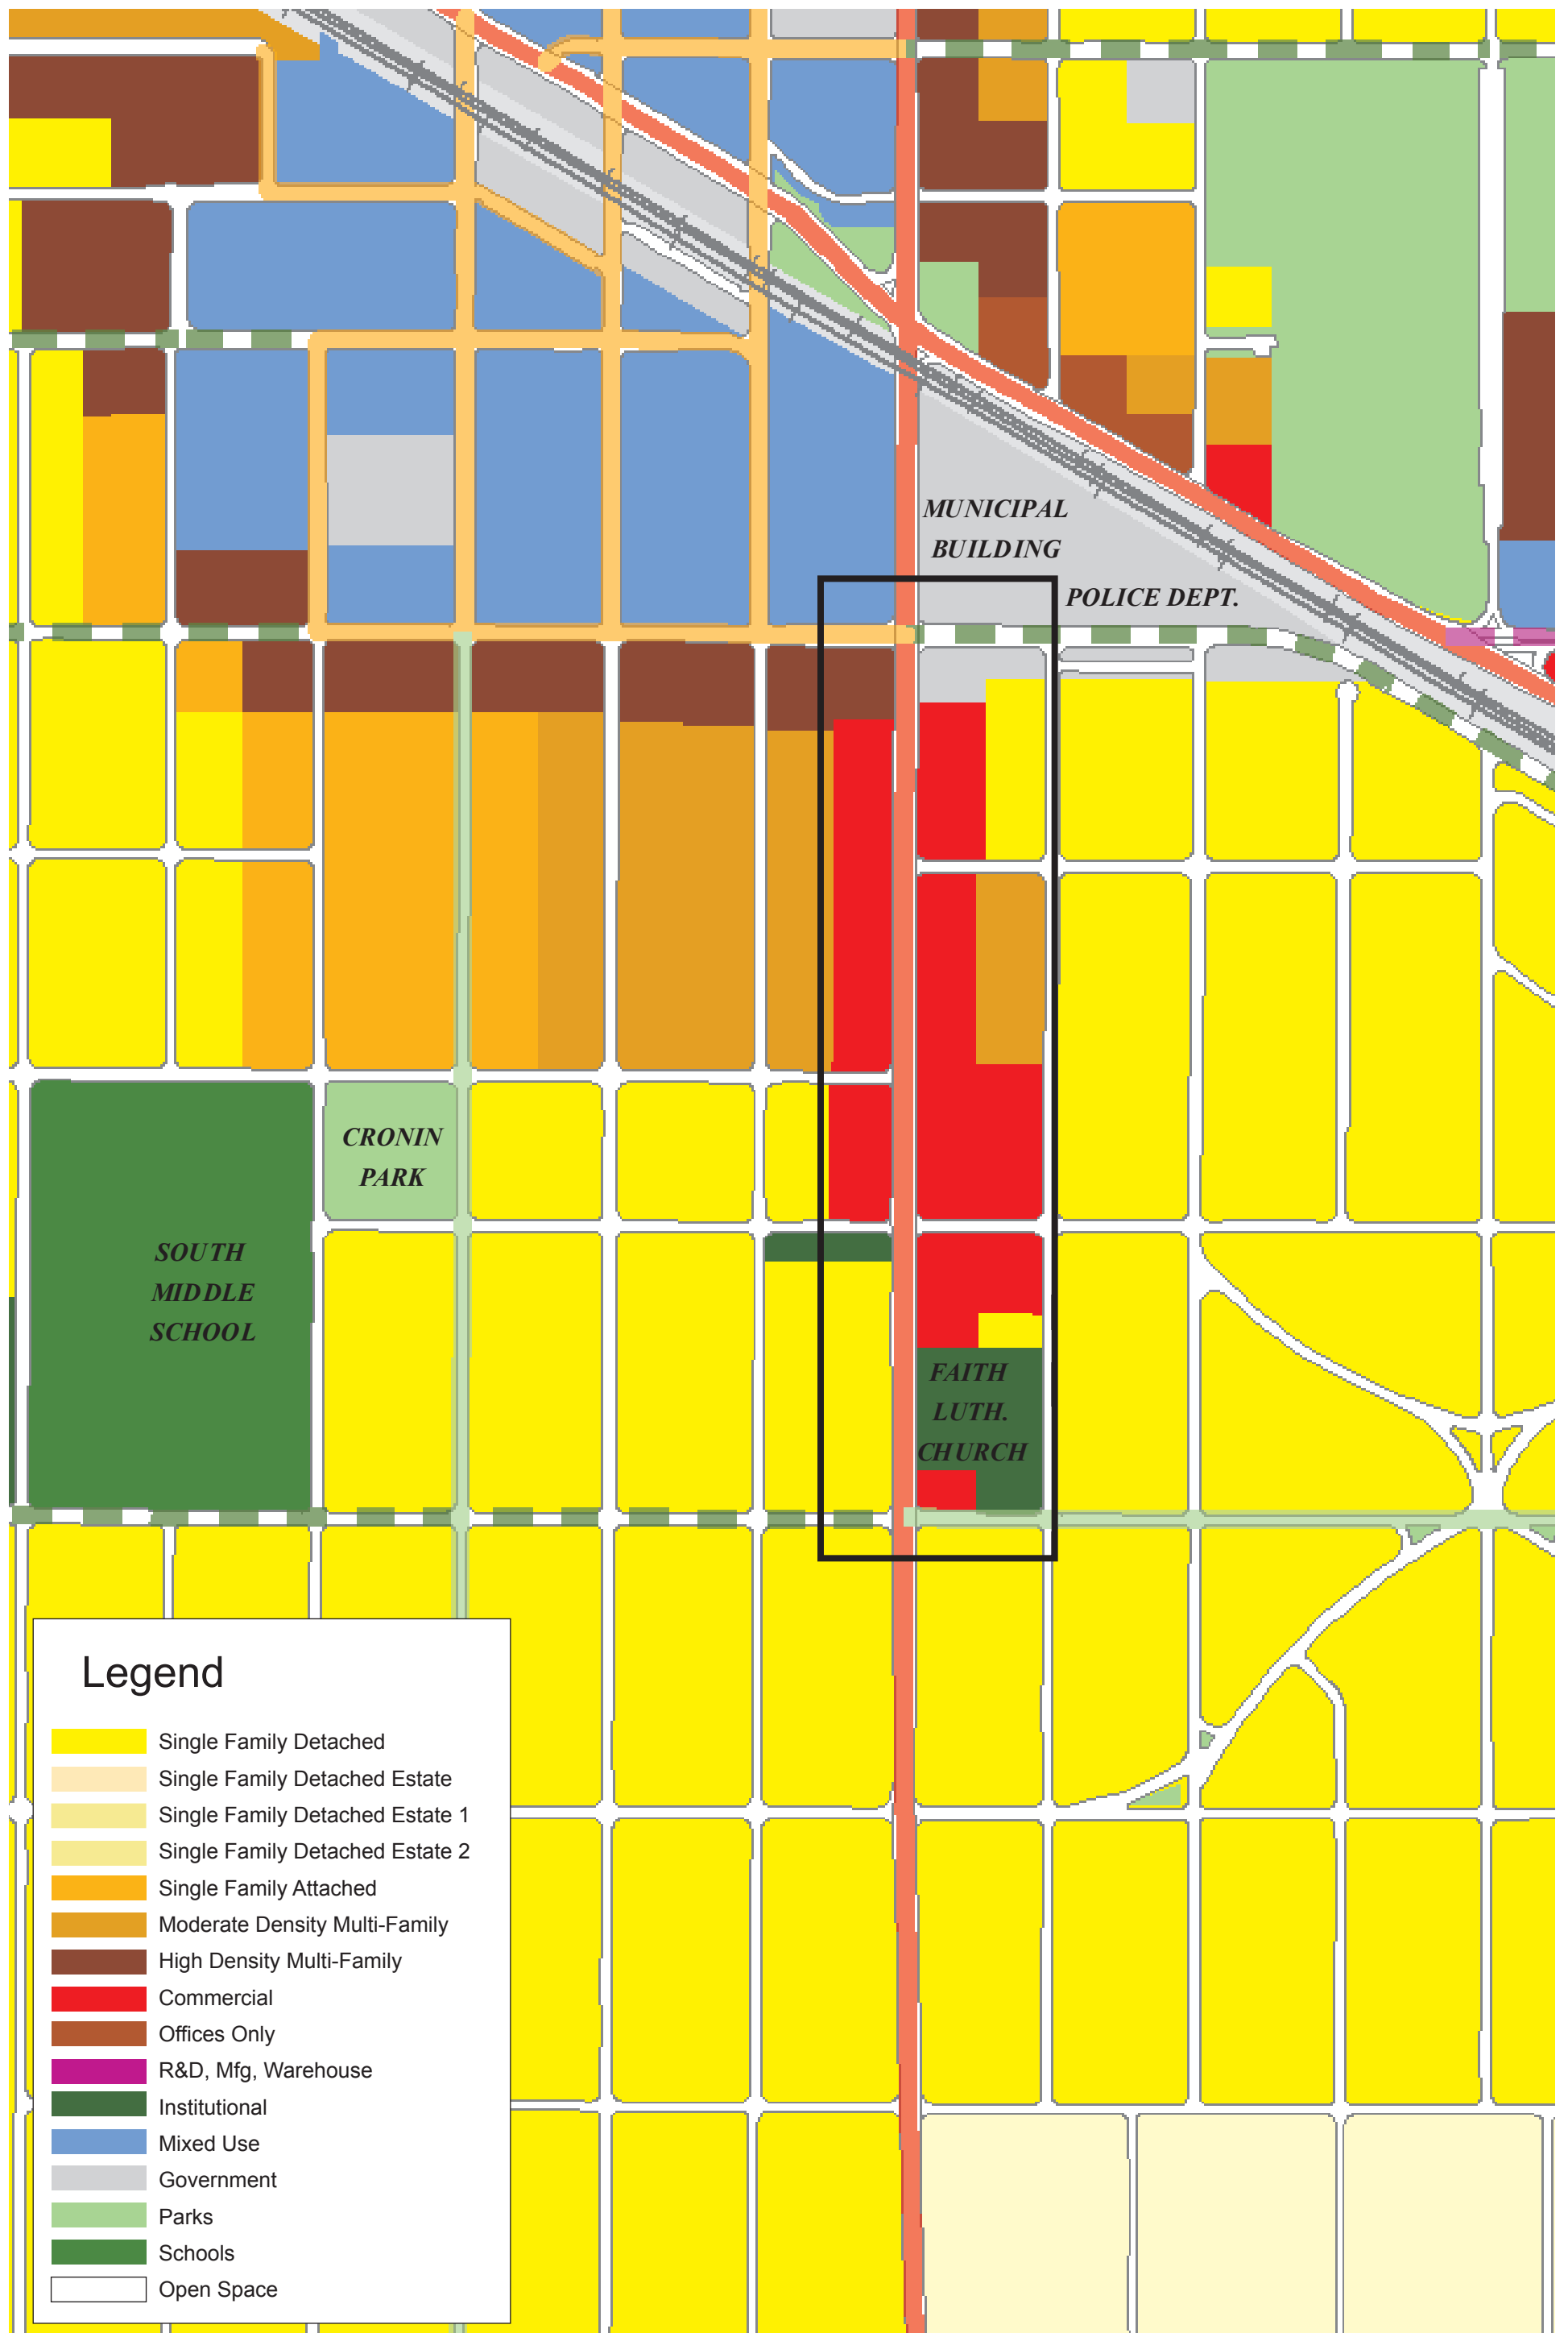 MUNICIPAL
BUILDING
POLICE DEPT.
CRONIN
PARK
SOUTH
MIDDLE
SCHOOL
FAITH
LUTH.
CHURCH
Legend
Single Family Detached
Single Family Detached Estate
Single Family Detached Estate 1
Single Family Detached Estate 2
Single Family Attached
Moderate Density Multi-Family
High Density Multi-Family
Commercial
Offices Only
R&D, Mfg, Warehouse
Institutional
Mixed Use
Government
Parks
Schools
Open Space